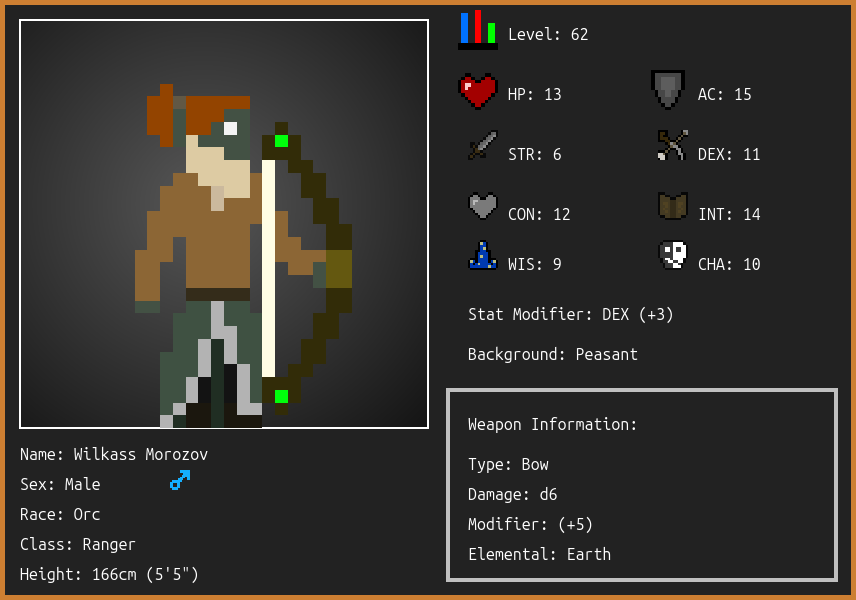 Level: 62
HP: 13
AC: 15
STR: 6
DEX: 11
CON: 12
INT: 14
WIS: 9
CHA: 10
Stat Modifier: DEX (+3)
Background: Peasant
Weapon Information:
Type: Bow
Damage: d6
Modifier: (+5)
Elemental: Earth
Name: Wilkass Morozov
Sex: Male
Race: Orc
Class: Ranger
Height: 166cm (5'5")